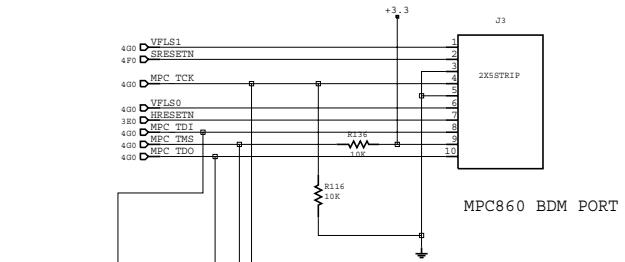 +3.3
J3
4G0 VFLS1 1
4F0 SRESETN 2
3
4G0 MPC TCK 4
2X5STRIP
5
4G0 VFLS0 6
3E0 HRESETN 7
4G0 MPC TDI 8
R136
4G0 MPC TMS 9
10K
4G0 MPC TDO 10
R116
10K
MPC860 BDM PORT